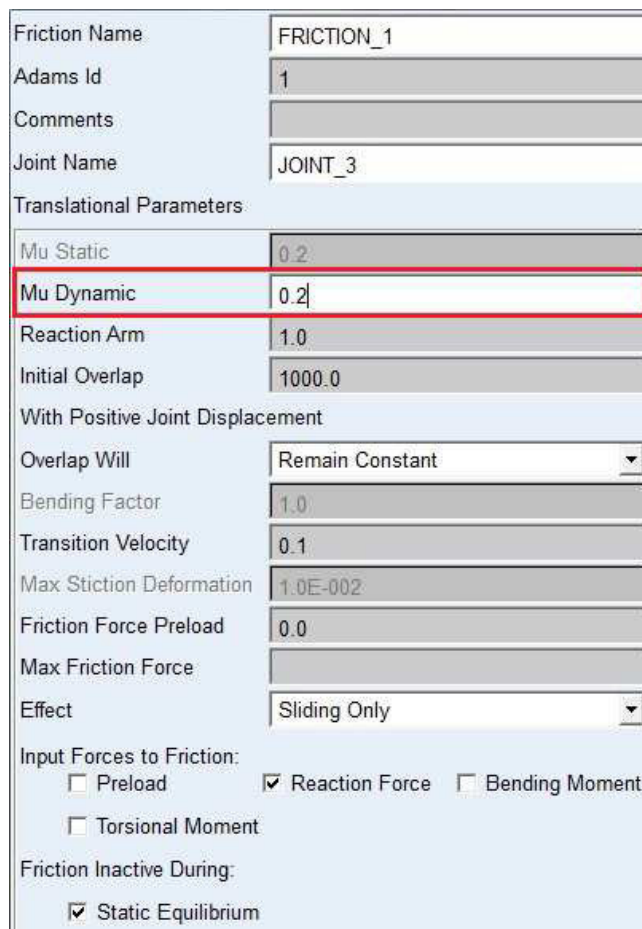 Friction Name FRICTION_1
Adams Id 1
Comments
Joint Name JOINT_3
Translational Parameters
Mu Static 0.2
Mu Dynamic 0.2
Reaction Arm 1.0
Initial Overlap 1000.0
With Positive Joint Displacement
Overlap Will Remain Constant
Bending Factor 1.0
Transition Velocity 0.1
Max Stiction Deformation 1.0E-002
Friction Force Preload 0.0
Max Friction Force
Effect Sliding Only
Input Forces to Friction:
Preload Reaction Force Bending Moment
Torsional Moment
Friction Inactive During:
Static Equilibrium